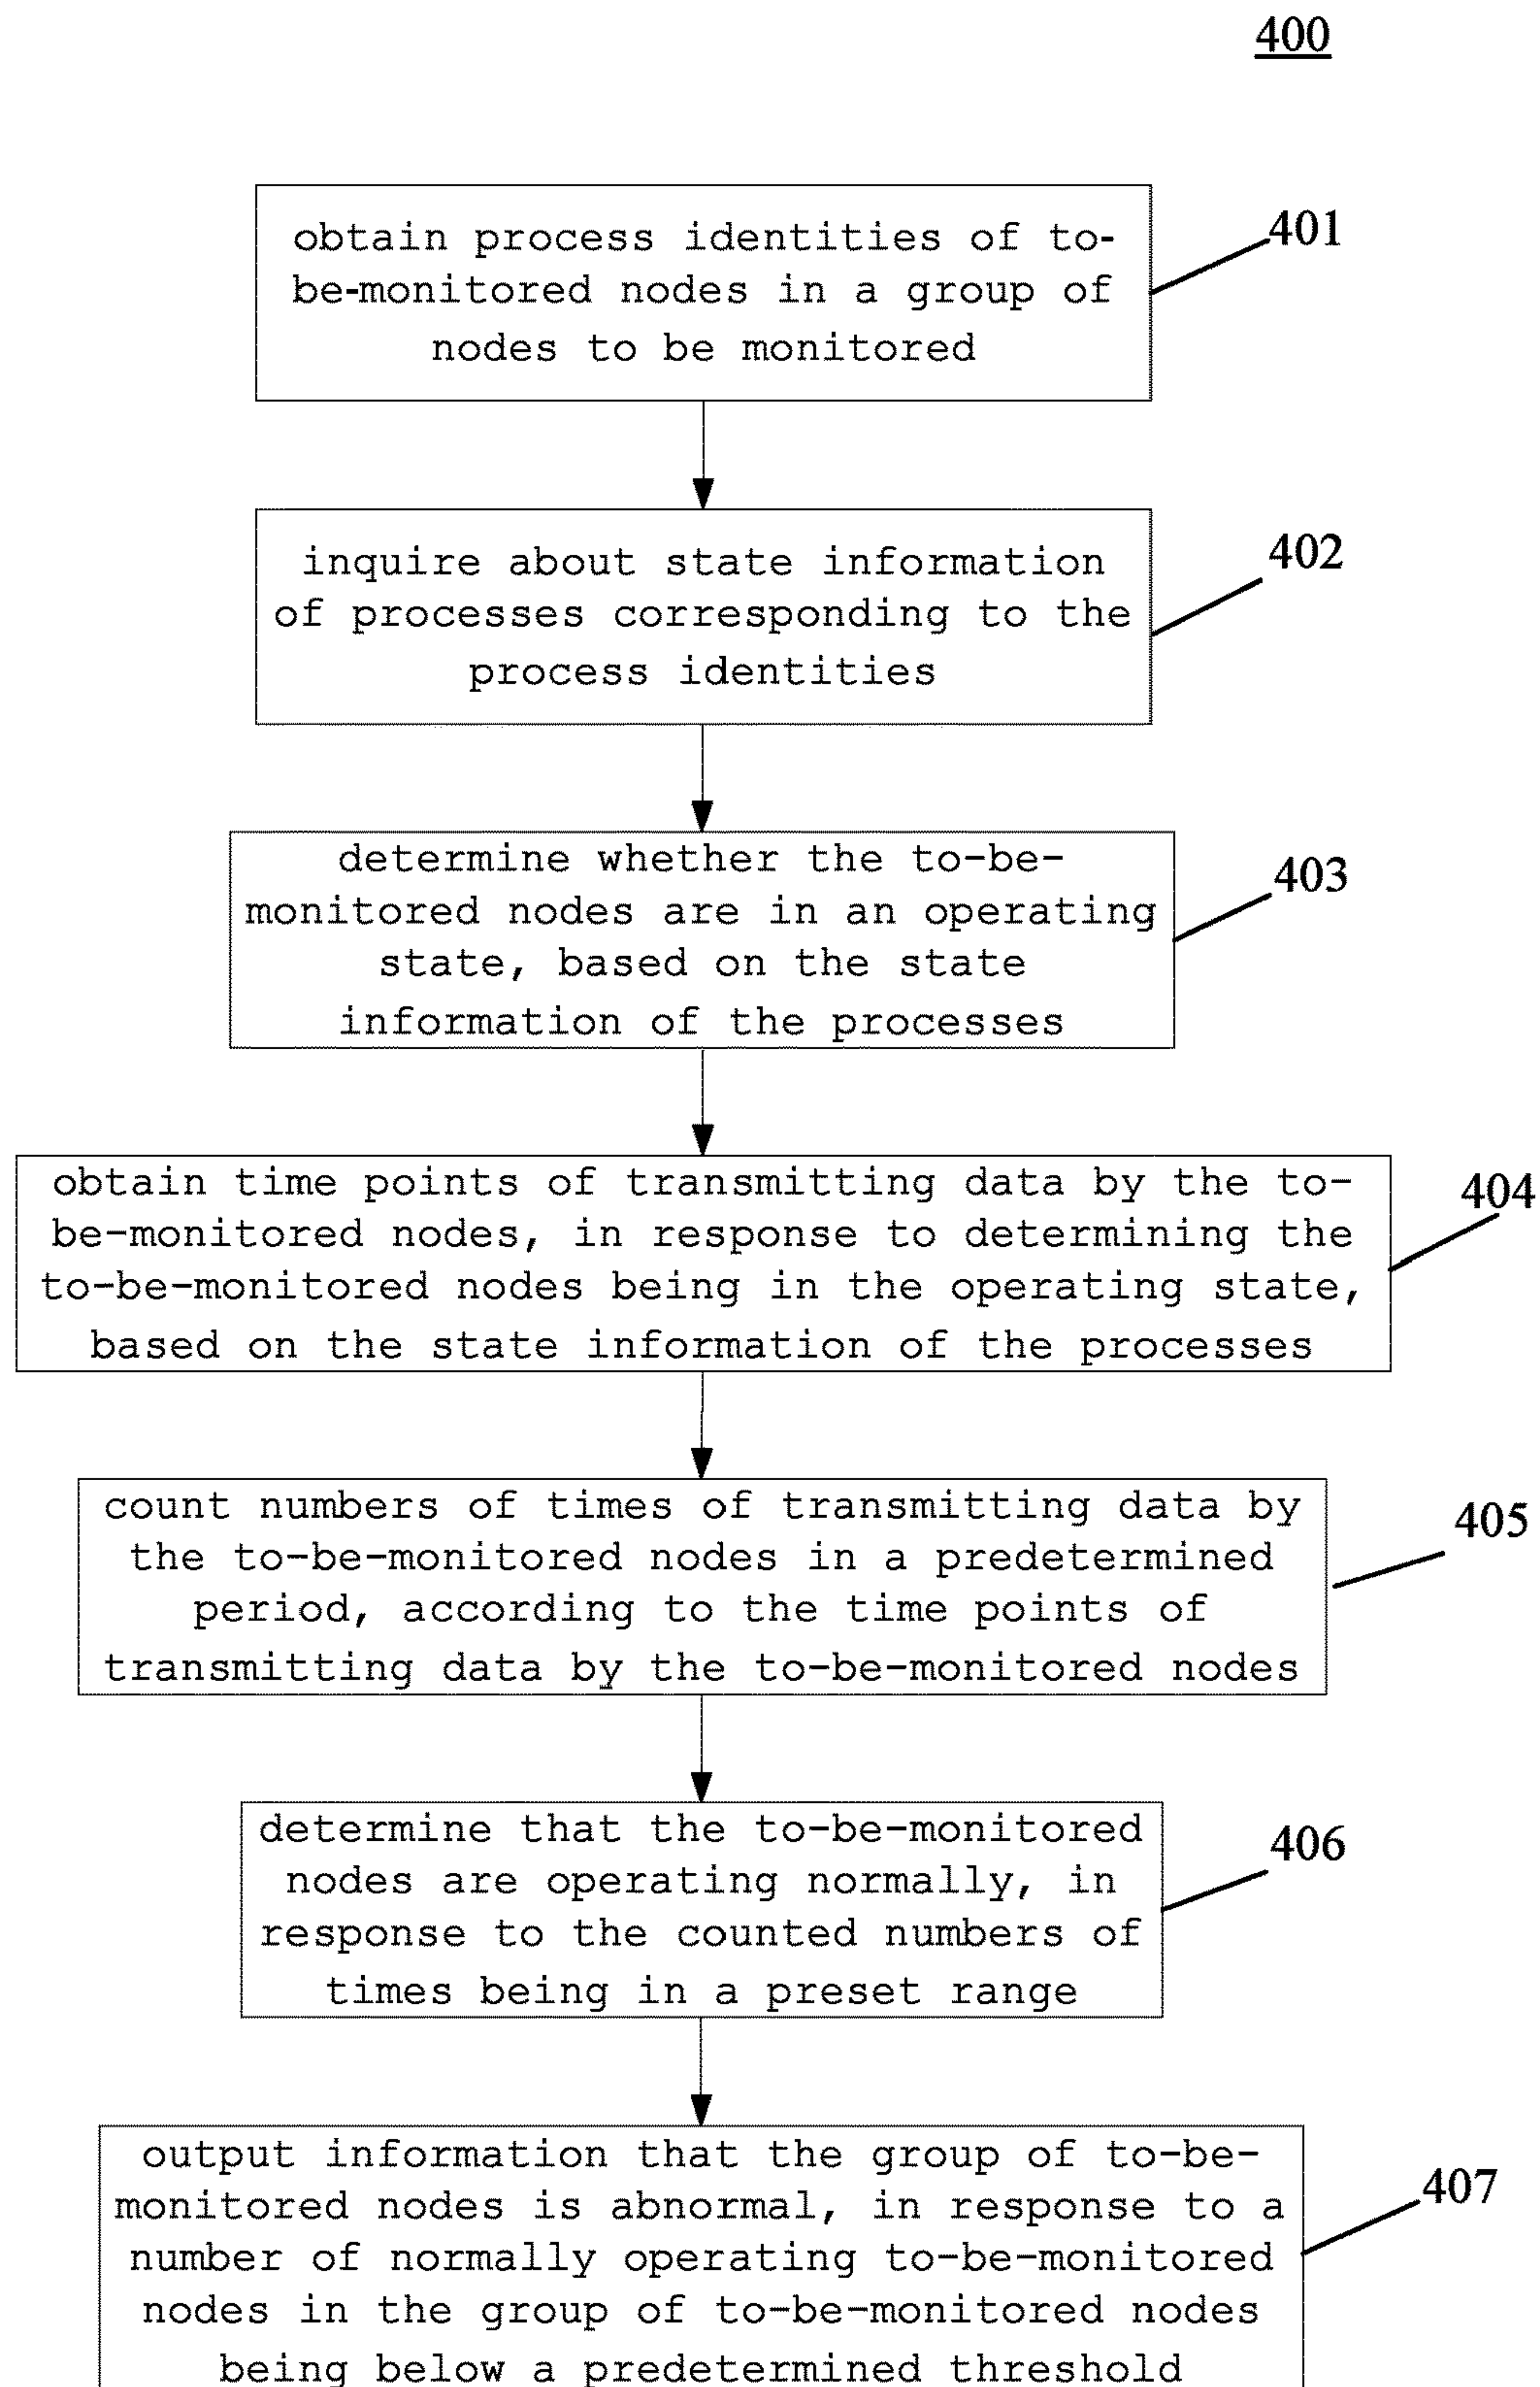 400
obtain process identities of to-
be-monitored nodes in a group of
nodes to be monitored
401
inquire about state information
of processes corresponding to the
process identities
402
determine whether the to-be-
monitored nodes are in an operating
state, based on the state
information of the processes
403
obtain time points of transmitting data by the to-
be-monitored nodes, in response to determining the
to-be-monitored nodes being in the operating state,
based on the state information of the processes
404
count numbers of times of transmitting data by
the to-be-monitored nodes in a predetermined
period, according to the time points of
transmitting data by the to-be-monitored nodes
405
determine that the to-be-monitored
nodes are operating normally, in
response to the counted numbers of
times being in a preset range
406
output information that the group of to-be-
monitored nodes is abnormal, in response to a
number of normally operating to-be-monitored
nodes in the group of to-be-monitored nodes
being below a predetermined threshold
407